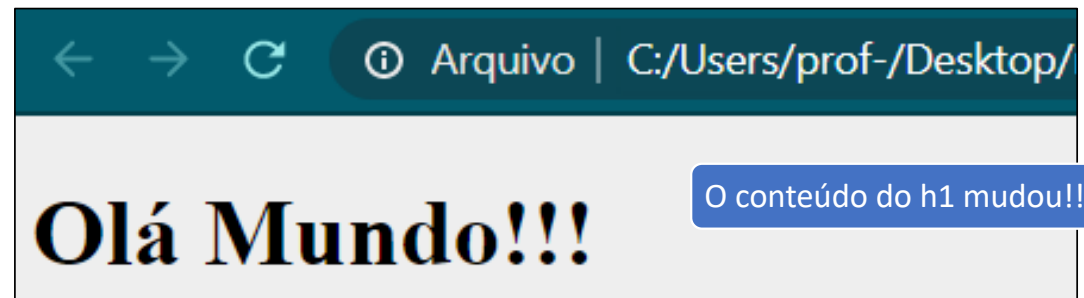 Arquivo | C:/Users/prof-/Desktop/
O conteúdo do h1 mudou!!
Olá Mundo!!!